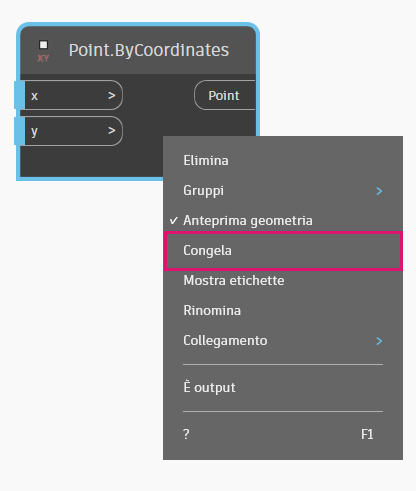 Point.ByCoordinates
XY
x >
Point
y >
Elimina
Gruppi >
✓ Anteprima geometria
Congela
Mostra etichette
Rinomina
Collegamento >
È output
? F1